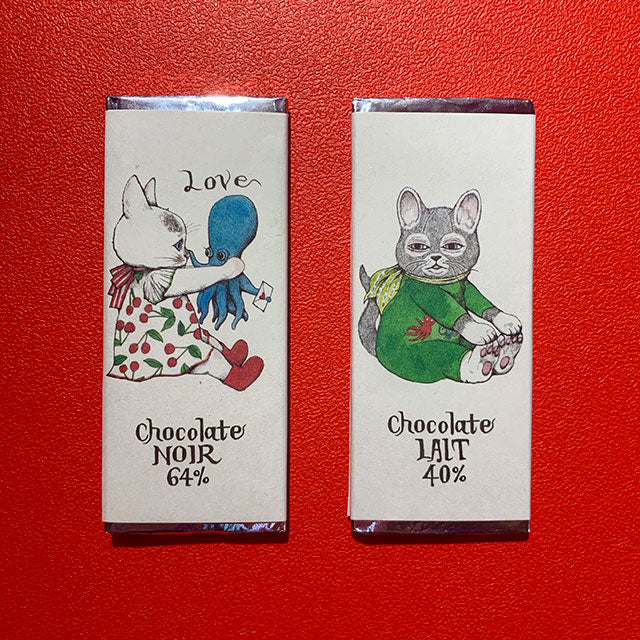 Love
Chocolate
NOIR
64%
Chocolate
LAIT
40%